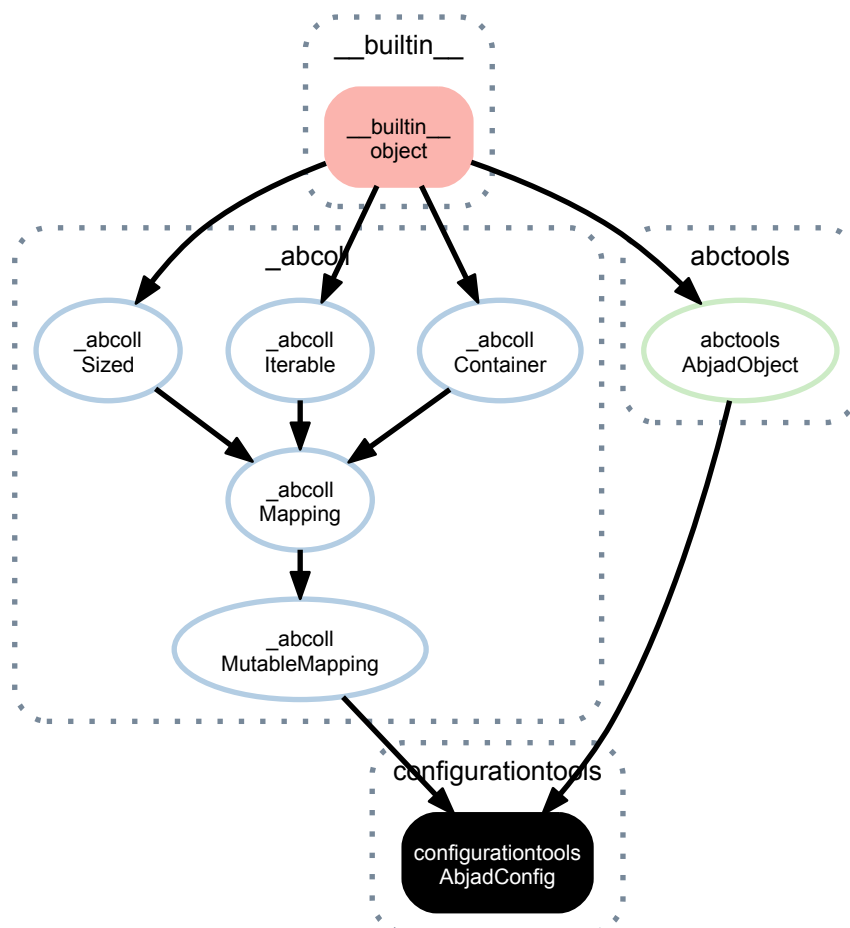 __builtin__
__builtin__
object
_abcoll
abctools
_abcoll
Sized
_abcoll
Iterable
_abcoll
Container
abctools
AbjadObject
_abcoll
Mapping
_abcoll
MutableMapping
configurationtools
configurationtools
AbjadConfig